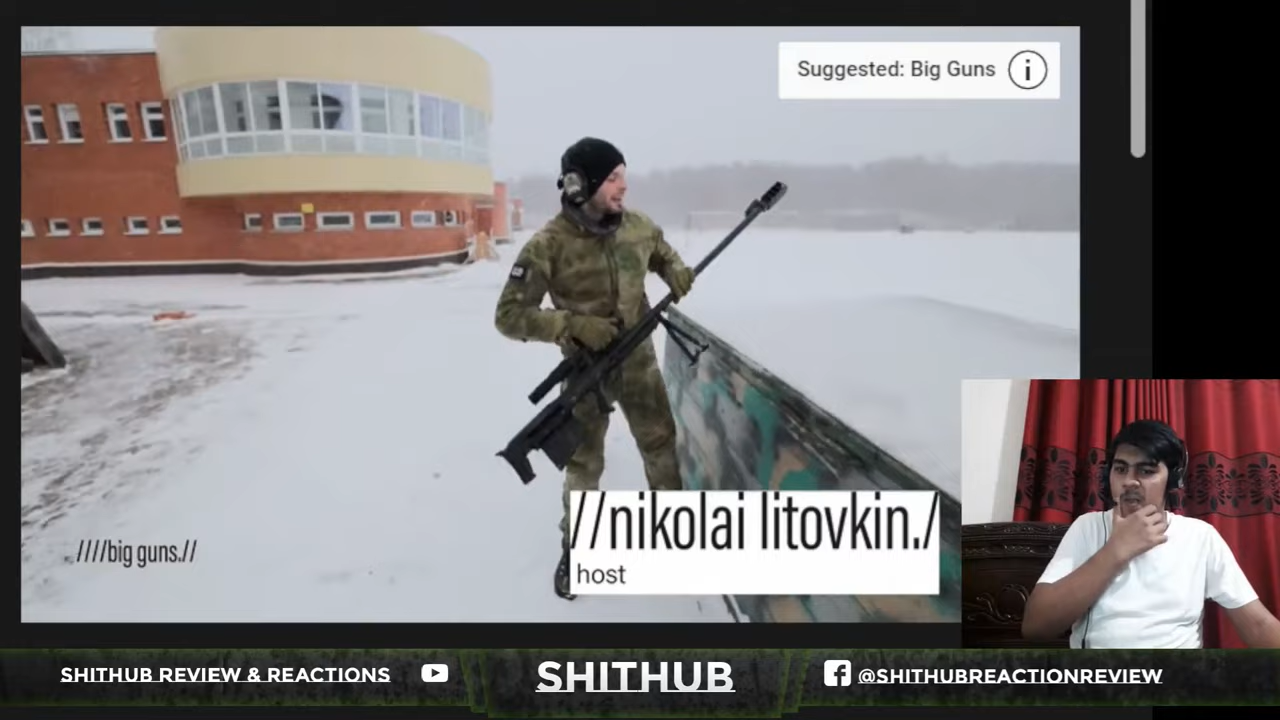 Suggested: Big Guns
//nikolai litovkin./
host
////big guns.//
SHITHUB REVIEW & REACTIONS
SHITHUB
@SHITHUBREACTIONREVIEW